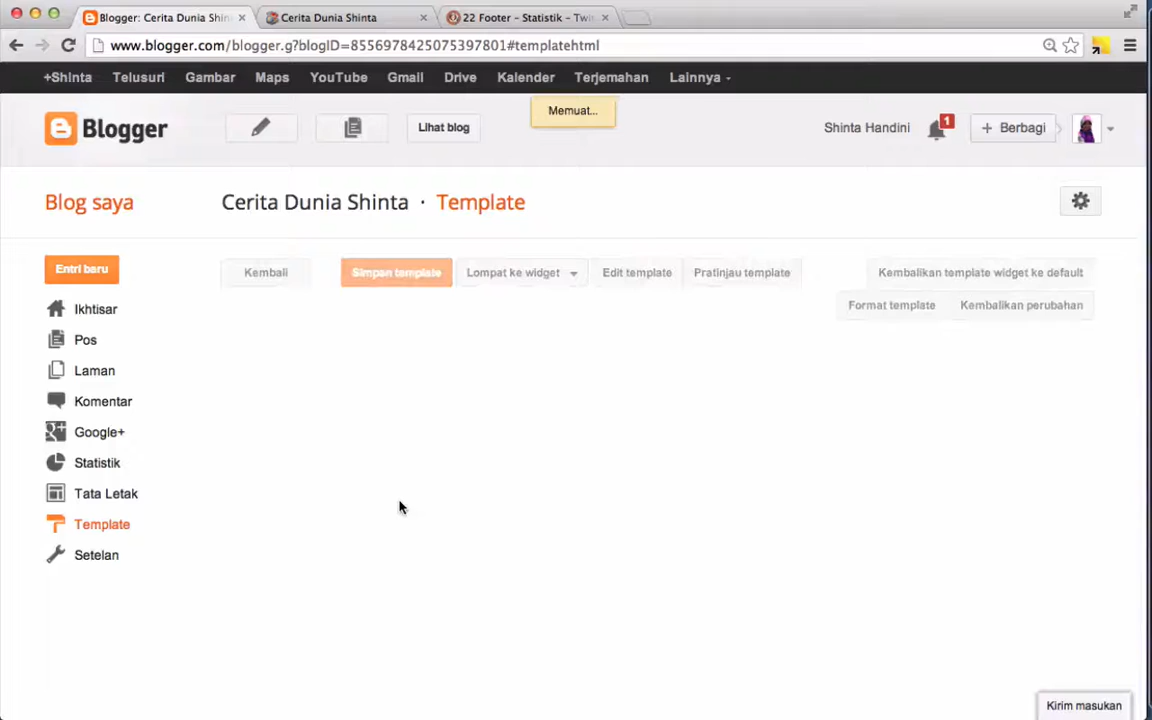 Blogger: Cerita Dunia Shin
Cerita Dunia Shinta
22 Footer - Statistik - Twi
www.blogger.com/blogger.g?blogID=8556978425075397801#templatehtml
+Shinta Telusuri Gambar Maps YouTube Gmail Drive Kalender Terjemahan Lainnya
Memuat...
Blogger
Lihat blog
Shinta Handini
1
+ Berbagi
Blog saya
Cerita Dunia Shinta · Template
Entri baru
Kembali
Simpan template
Lompat ke widget
Edit template
Pratinjau template
Kembalikan template widget ke default
Format template
Kembalikan perubahan
Ikhtisar
Pos
Laman
Komentar
Google+
Statistik
Tata Letak
Template
Setelan
Kirim masukan